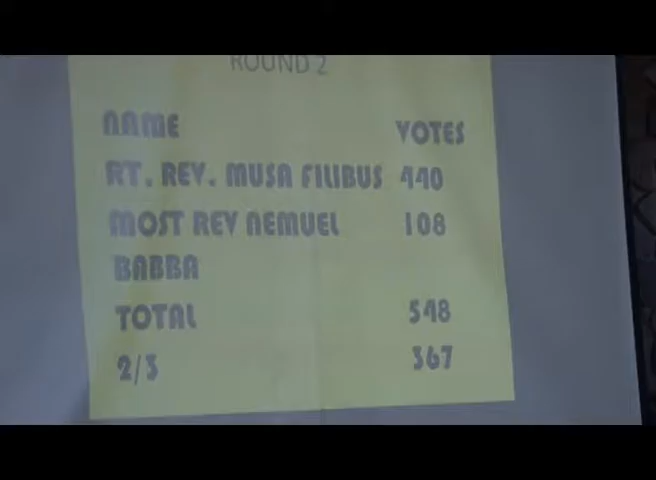 ROUND 2
NAME VOTES
RT. REV. MUSA FILIBUS 440
MOST REV NEMUEL 108
BABBA
TOTAL 548
2/3 367